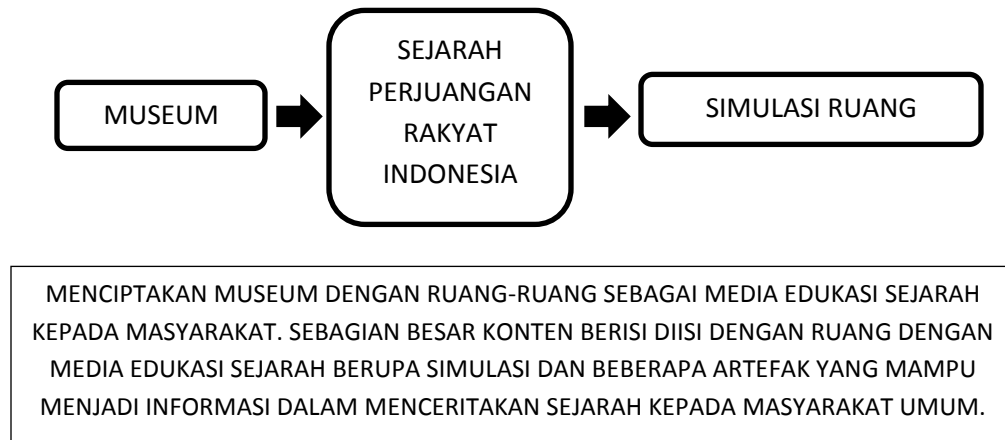 MUSEUM
SEJARAH
PERJUANGAN
RAKYAT
INDONESIA
SIMULASI RUANG
MENCIPTAKAN MUSEUM DENGAN RUANG-RUANG SEBAGAI MEDIA EDUKASI SEJARAH
KEPADA MASYARAKAT. SEBAGIAN BESAR KONTEN BERISI DIISI DENGAN RUANG DENGAN
MEDIA EDUKASI SEJARAH BERUPA SIMULASI DAN BEBERAPA ARTEFAK YANG MAMPU
MENJADI INFORMASI DALAM MENCERITAKAN SEJARAH KEPADA MASYARAKAT UMUM.